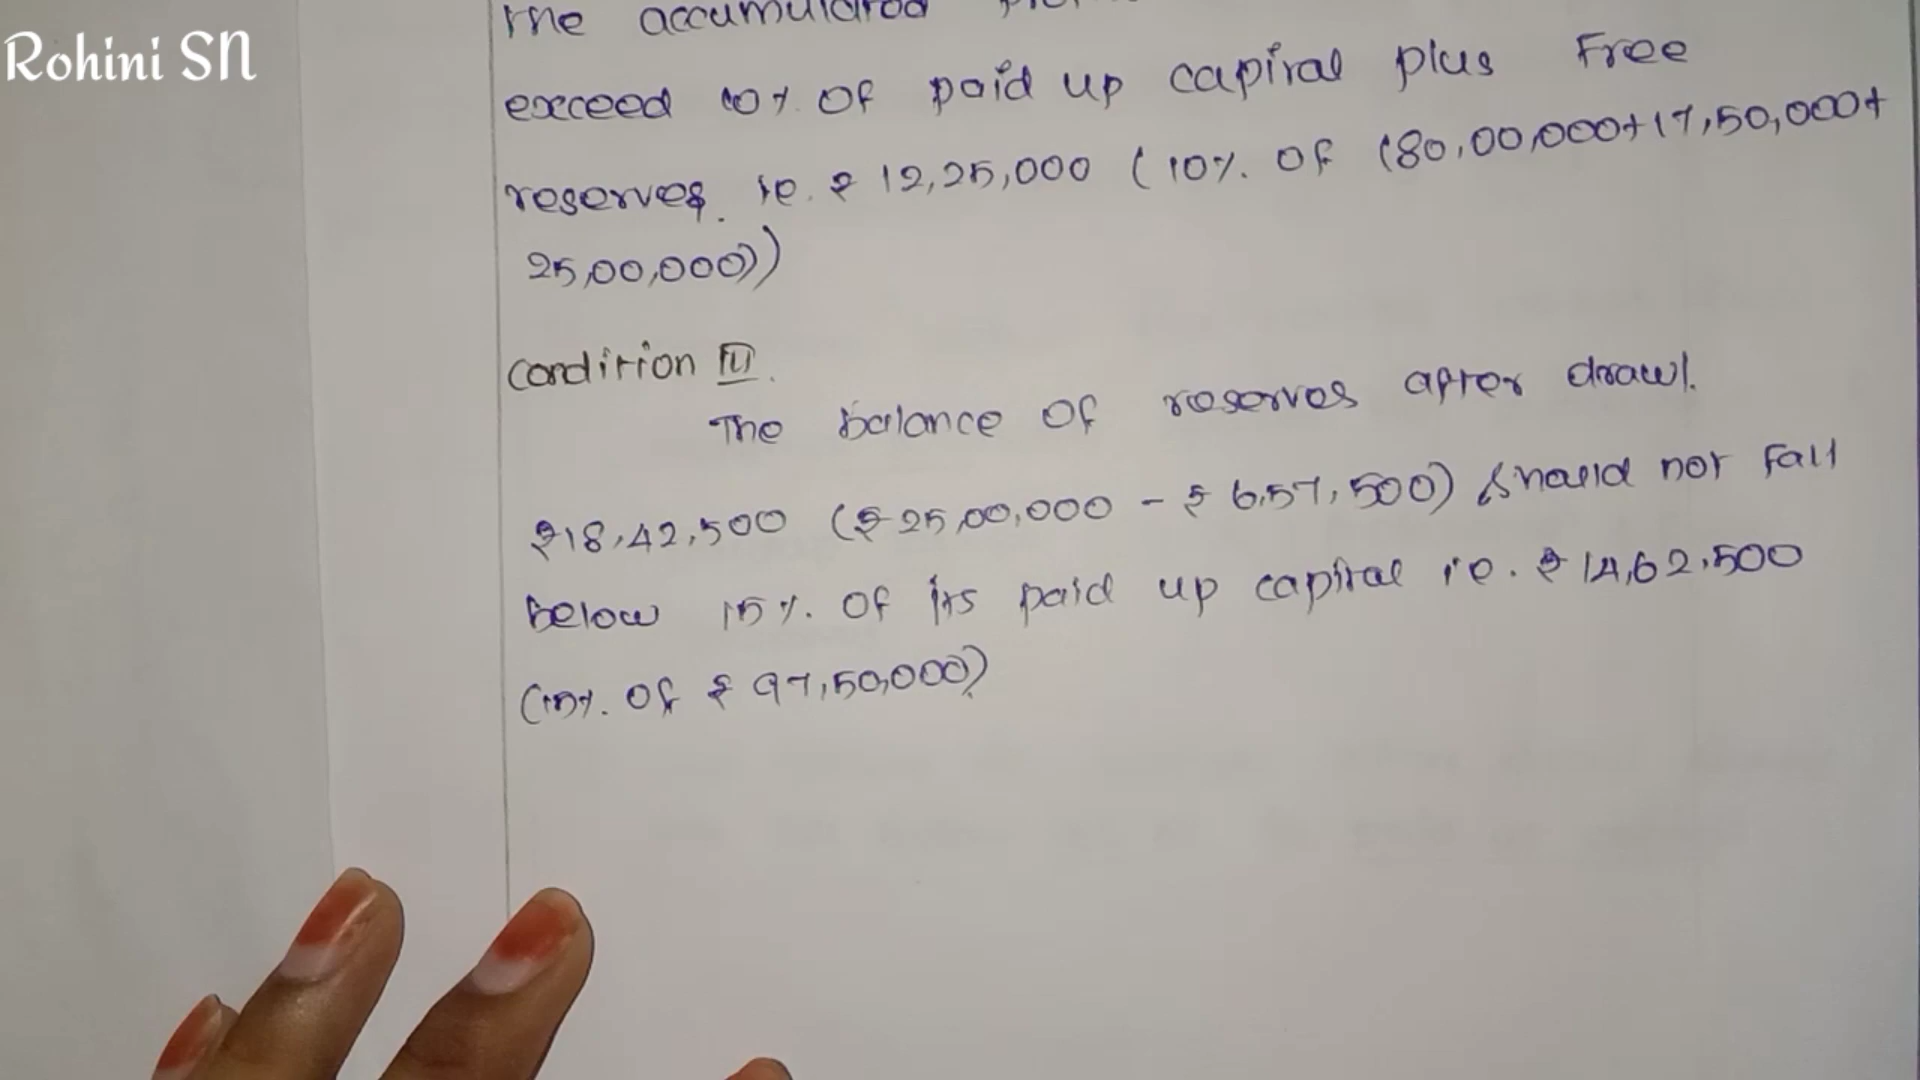 Rohini SN
The accumulated
exceed 10%. Of paid up capital plus Free
reserves. ie. ₹ 12,25,000 (10%. Of (80,00,000+17,50,000+
25,00,000))
Condition III.
The balance Of reserves after drawl.
₹18,42,500 (₹25,00,000 - ₹ 6,57,500) should not Fall
below 15%. Of its paid up capital i.e. ₹ 14,62,500
(15%. Of ₹ 97,50,000)